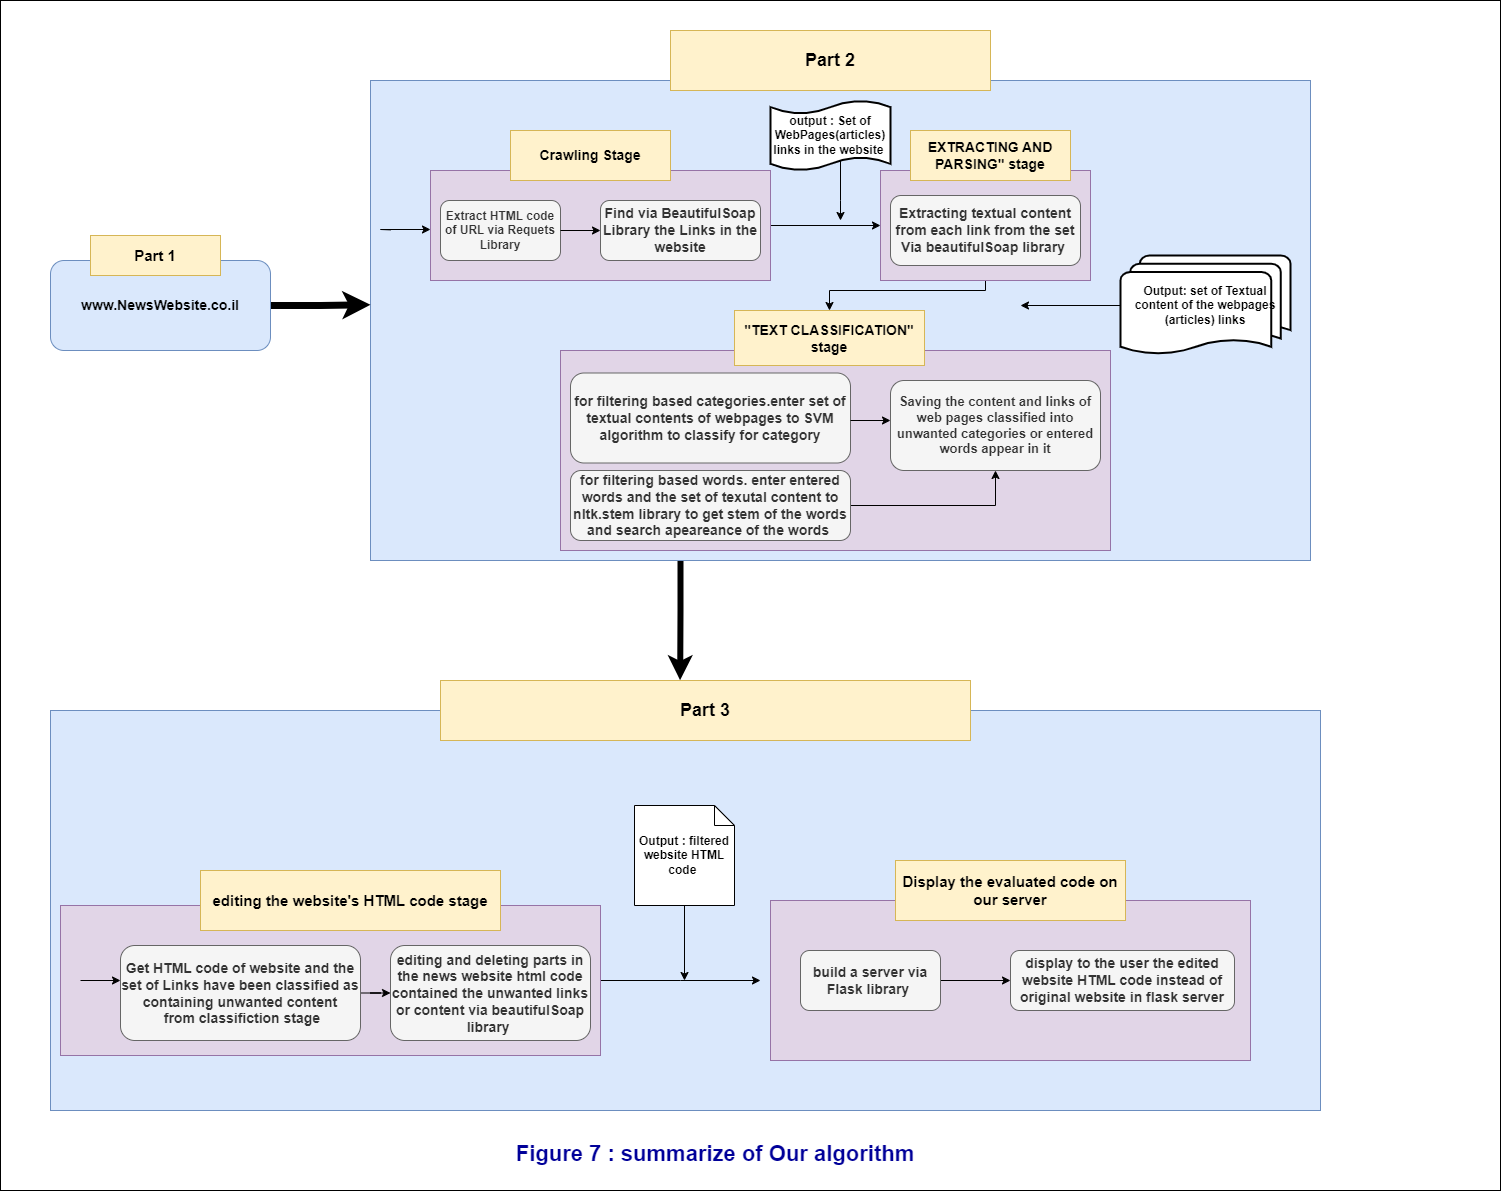 Part 2
output : Set of
WebPages(articles)
links in the website
Crawling Stage
EXTRACTING AND
PARSING" stage
Extract HTML code
of URL via Requets
Library
Find via BeautifulSoap
Library the Links in the
website
Extracting textual content
from each link from the set
Via beautifulSoap library
Part 1
www.NewsWebsite.co.il
Output: set of Textual
content of the webpages
(articles) links
"TEXT CLASSIFICATION"
stage
for filtering based categories.enter set of
textual contents of webpages to SVM
algorithm to classify for category
Saving the content and links of
web pages classified into
unwanted categories or entered
words appear in it
for filtering based words. enter entered
words and the set of texutal content to
nltk.stem library to get stem of the words
and search apeareance of the words
Part 3
Output : filtered
website HTML
code
editing the website's HTML code stage
Display the evaluated code on
our server
Get HTML code of website and the
set of Links have been classified as
containing unwanted content
from classifiction stage
editing and deleting parts in
the news website html code
contained the unwanted links
or content via beautifulSoap
library
build a server via
Flask library
display to the user the edited
website HTML code instead of
original website in flask server
Figure 7 : summarize of Our algorithm